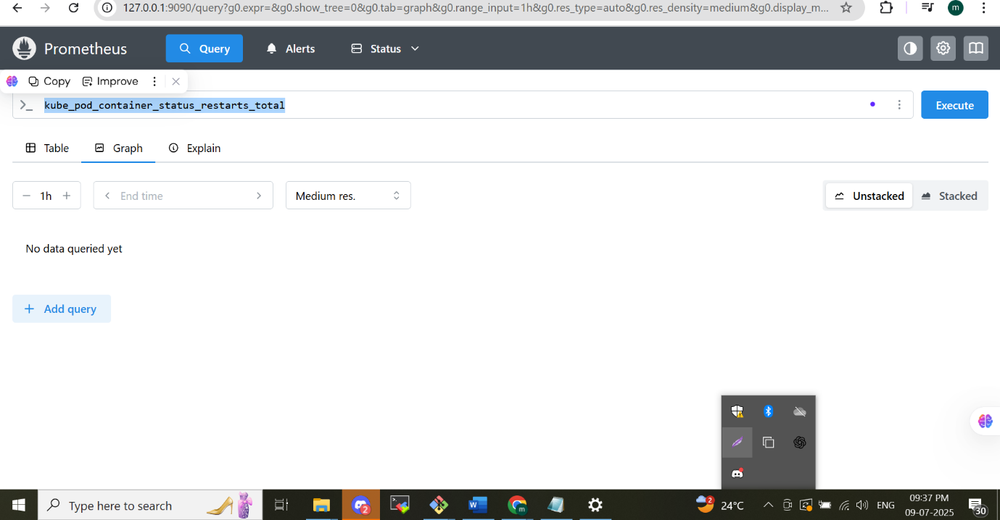 127.0.0.1:9090/query?g0.expr=&g0.show_tree=0&g0.tab=graph&g0.range_input=1h&g0.res_type=auto&g0.res_density=medium&g0.display_m...
m
Prometheus
Query
Alerts
Status
Copy
Improve
>_ kube_pod_container_status_restarts_total
Execute
Table
Graph
Explain
1h
End time
Medium res.
Unstacked
Stacked
No data queried yet
+ Add query
Type here to search
2
W
m
2
24°C
ENG
09:37 PM
09-07-2025
30